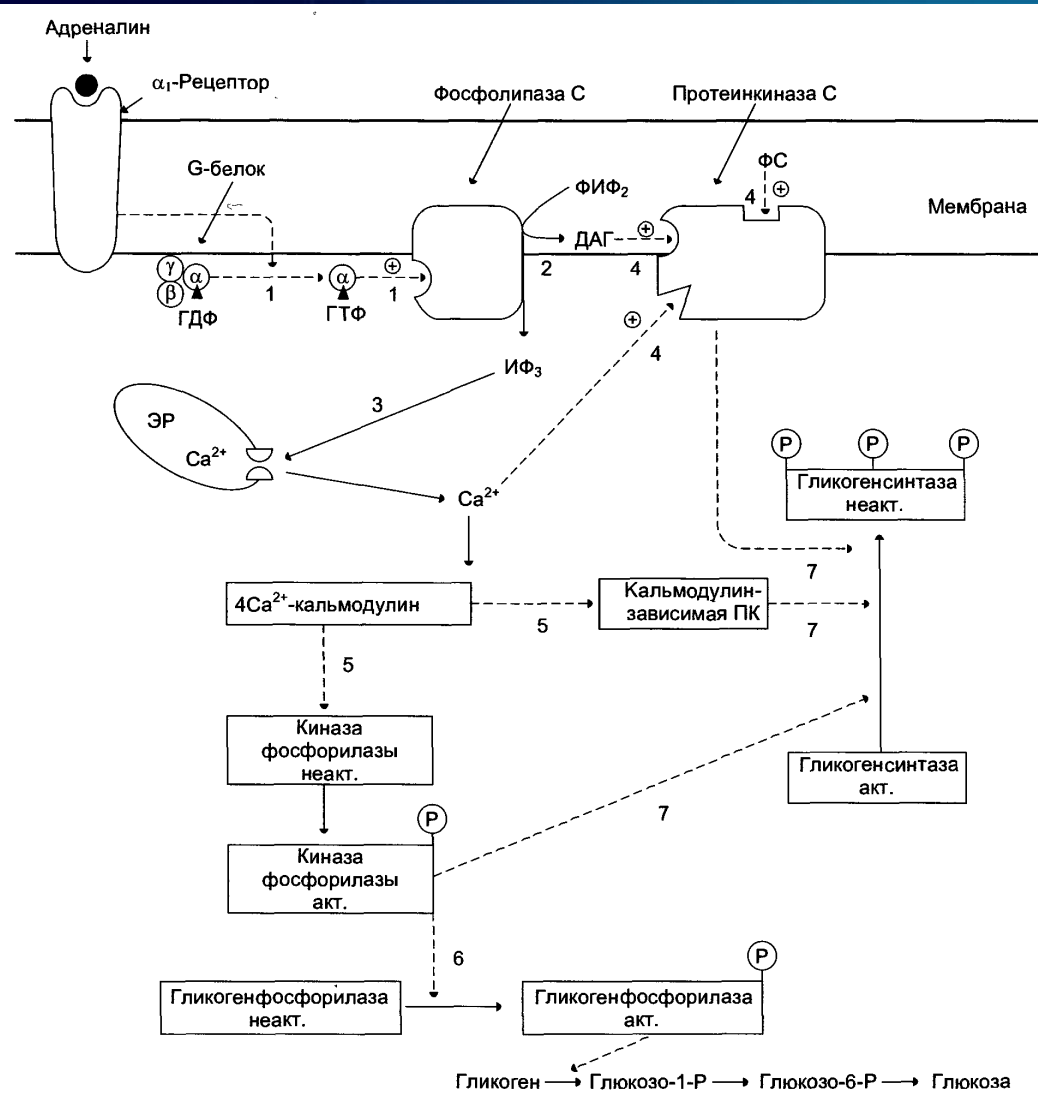 Адреналин
α₁-Рецептор
Фосфолипаза С
Протеинкиназа С
G-белок
ФИФ₂
ФС
4
+
Мембрана
ДАГ
+
2
4
γ
β
α
ГДФ
1
α
ГТФ
+
1
+
4
ИФ₃
3
ЭР
Ca²⁺
Ca²⁺
P
P
P
Гликогенсинтаза
неакт.
7
4Ca²⁺-кальмодулин
5
Кальмодулин-
зависимая ПК
7
5
Киназа
фосфорилазы
неакт.
Гликогенсинтаза
акт.
7
P
Киназа
фосфорилазы
акт.
6
P
Гликогенфосфорилаза
неакт.
Гликогенфосфорилаза
акт.
Гликоген → Глюкозо-1-Р → Глюкозо-6-Р → Глюкоза